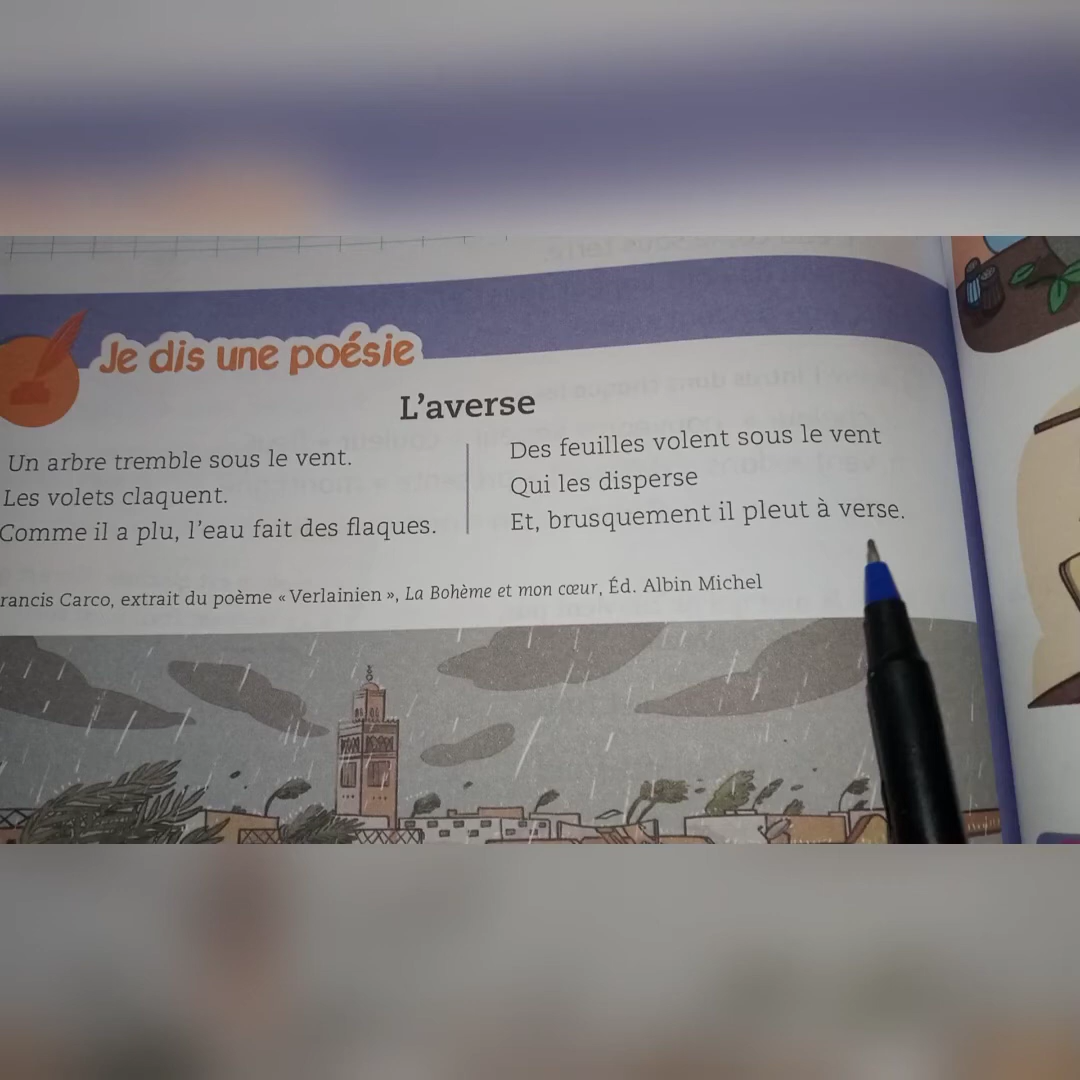 Je dis une poésie
L'averse
Un arbre tremble sous le vent.
Les volets claquent.
Comme il a plu, l'eau fait des flaques.
Des feuilles volent sous le vent
Qui les disperse
Et, brusquement il pleut à verse.
rancis Carco, extrait du poème « Verlainien », La Bohème et mon cœur, Éd. Albin Michel